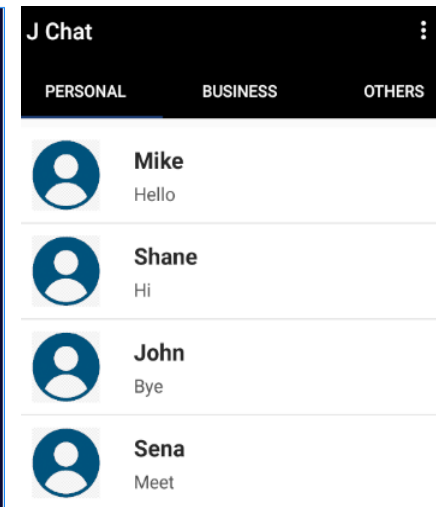 J Chat
PERSONAL BUSINESS OTHERS
Mike
Hello
Shane
Hi
John
Bye
Sena
Meet